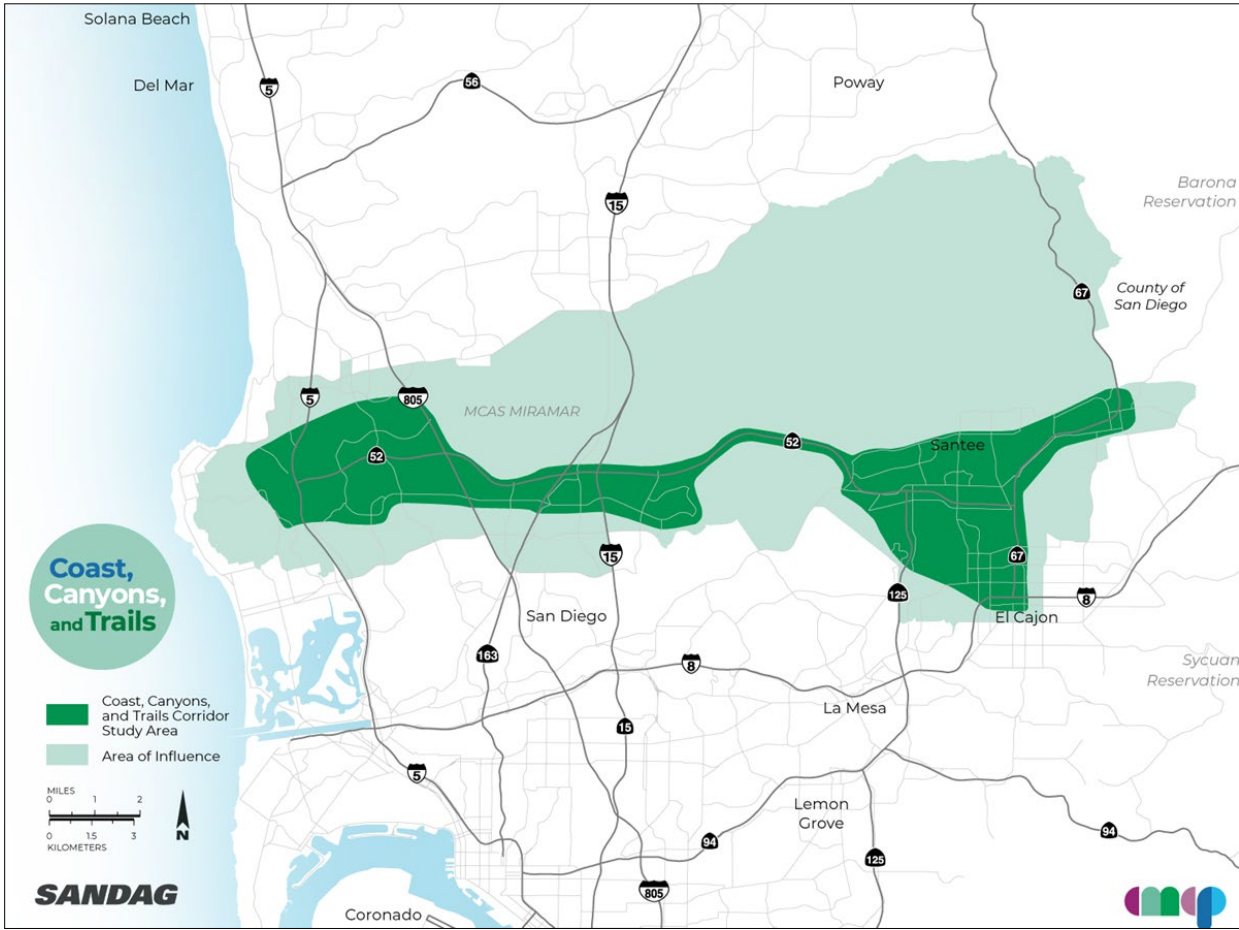 Solana Beach
Del Mar
5
56
Poway
15
Barona
Reservation
67
County of
San Diego
5
805
MCAS MIRAMAR
52
52
Santee
15
67
125
8
El Cajon
San Diego
163
8
Sycuan
Reservation
La Mesa
15
5
Lemon
Grove
94
94
125
805
Coronado
Coast,
Canyons,
and Trails
Coast, Canyons,
and Trails Corridor
Study Area
Area of Influence
MILES
0 1 2
0 1.5 3
KILOMETERS
N
SANDAG
cmcp